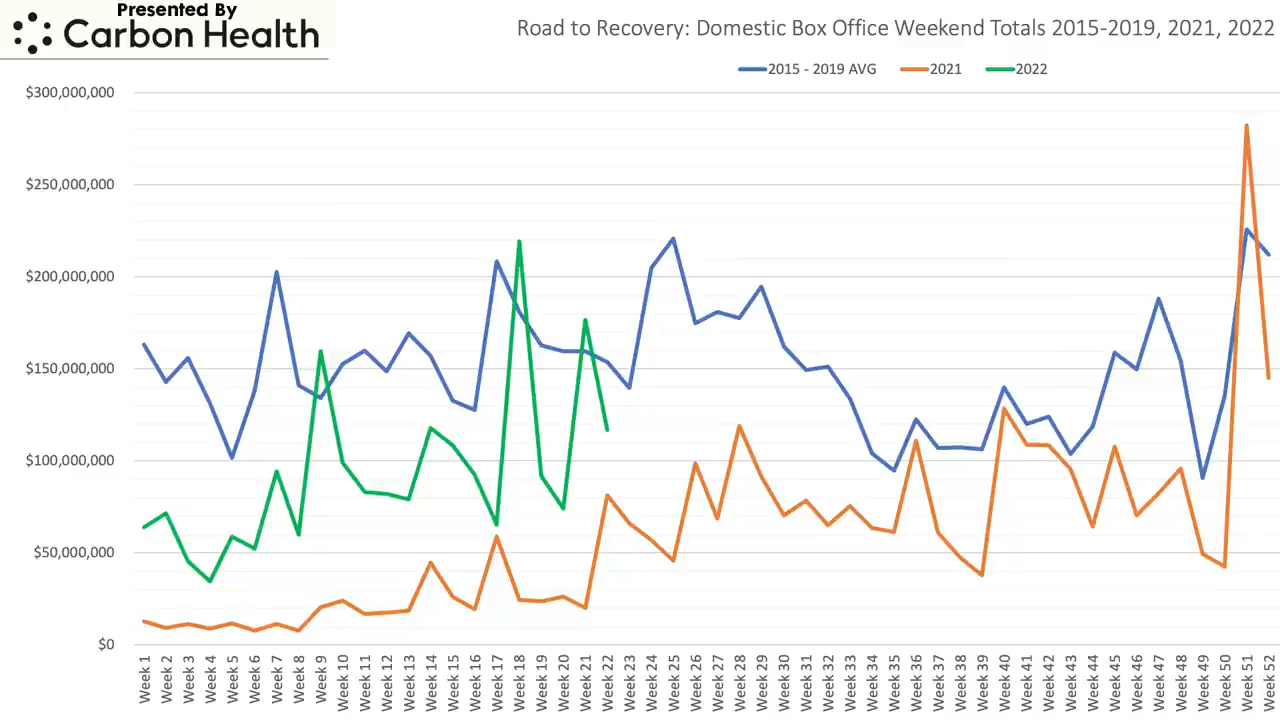 Presented By
Carbon Health
Road to Recovery: Domestic Box Office Weekend Totals 2015-2019, 2021, 2022
2015 - 2019 AVG 2021 2022
$300,000,000
$250,000,000
$200,000,000
$150,000,000
$100,000,000
$50,000,000
$0
Week 1
Week 2
Week 3
Week 4
Week 5
Week 6
Week 7
Week 8
Week 9
Week 10
Week 11
Week 12
Week 13
Week 14
Week 15
Week 16
Week 17
Week 18
Week 19
Week 20
Week 21
Week 22
Week 23
Week 24
Week 25
Week 26
Week 27
Week 28
Week 29
Week 30
Week 31
Week 32
Week 33
Week 34
Week 35
Week 36
Week 37
Week 38
Week 39
Week 40
Week 41
Week 42
Week 43
Week 44
Week 45
Week 46
Week 47
Week 48
Week 49
Week 50
Week 51
Week 52